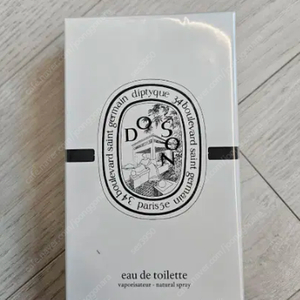 34 boulevard saint germain diptyque 34 boulevard saint germain paris 5e
DO
SON
eau de toilette
vaporisateur - natural spray